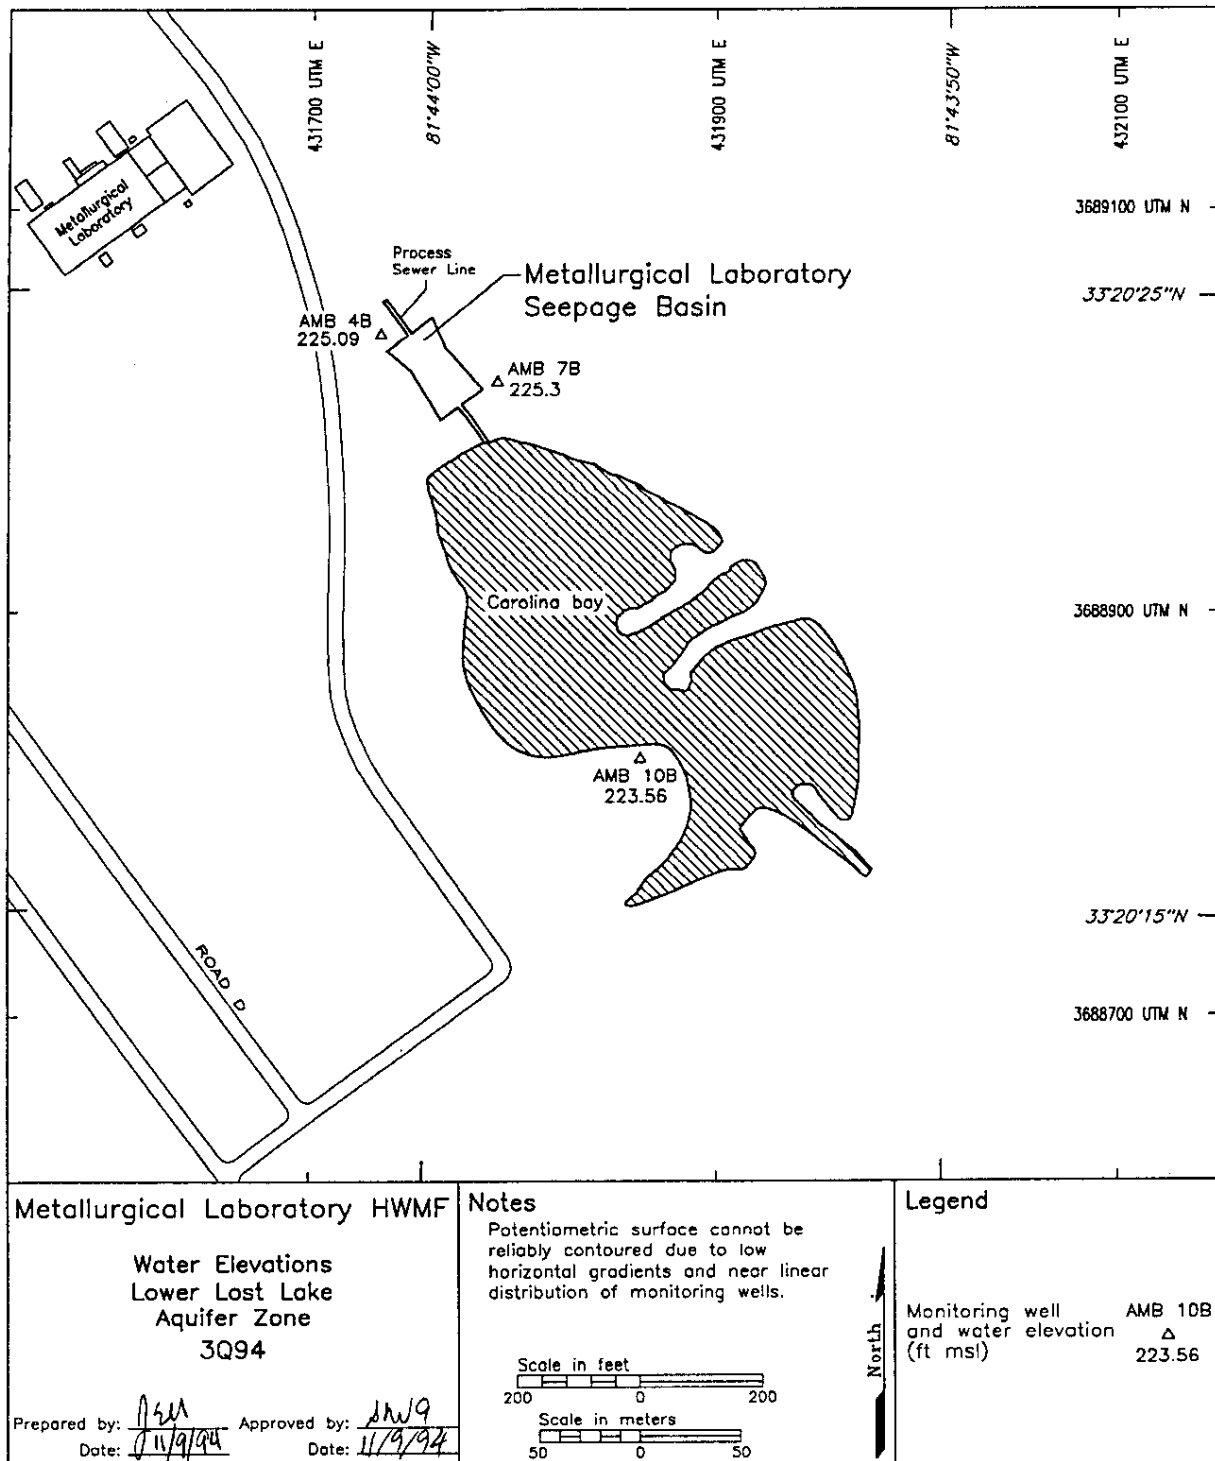 431700 UTM E
81°44'00"W
431900 UTM E
81°43'50"W
432100 UTM E
3689100 UTM N
33°20'25"N
Metallurgical
Laboratory
Process
Sewer Line
Metallurgical Laboratory
Seepage Basin
AMB 4B
225.09
AMB 7B
225.3
Carolina bay
3688900 UTM N
AMB 10B
223.56
33°20'15"N
ROAD D
3688700 UTM N
Metallurgical Laboratory HWMF
Water Elevations
Lower Lost Lake
Aquifer Zone
3Q94
Prepared by:
Date: 11/9/94
Approved by:
Date: 11/9/94
Notes
Potentiometric surface cannot be
reliably contoured due to low
horizontal gradients and near linear
distribution of monitoring wells.
Scale in feet
200 0 200
Scale in meters
50 0 50
North
Legend
Monitoring well
and water elevation
(ft msl)
AMB 10B
223.56